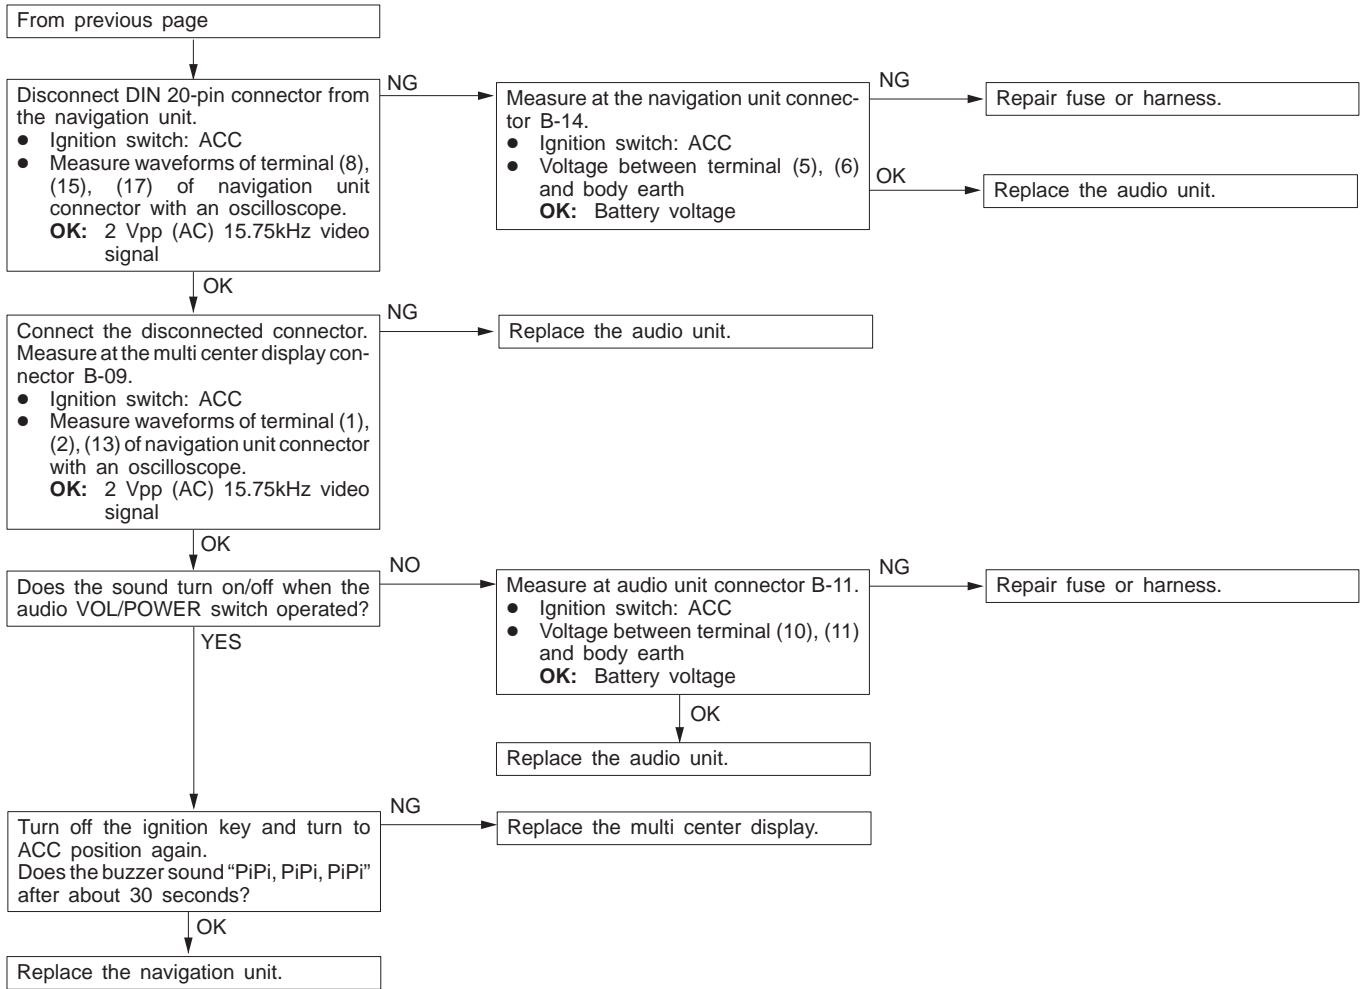 From previous page
Disconnect DIN 20-pin connector from
the navigation unit.
● Ignition switch: ACC
● Measure waveforms of terminal (8),
(15), (17) of navigation unit
connector with an oscilloscope.
OK: 2 Vpp (AC) 15.75kHz video
signal
NG
Measure at the navigation unit connec-
tor B-14.
● Ignition switch: ACC
● Voltage between terminal (5), (6)
and body earth
OK: Battery voltage
NG
Repair fuse or harness.
OK
Replace the audio unit.
OK
Connect the disconnected connector.
Measure at the multi center display con-
nector B-09.
● Ignition switch: ACC
● Measure waveforms of terminal (1),
(2), (13) of navigation unit connector
with an oscilloscope.
OK: 2 Vpp (AC) 15.75kHz video
signal
NG
Replace the audio unit.
OK
Does the sound turn on/off when the
audio VOL/POWER switch operated?
NO
Measure at audio unit connector B-11.
● Ignition switch: ACC
● Voltage between terminal (10), (11)
and body earth
OK: Battery voltage
NG
Repair fuse or harness.
OK
Replace the audio unit.
YES
Turn off the ignition key and turn to
ACC position again.
Does the buzzer sound “PiPi, PiPi, PiPi”
after about 30 seconds?
NG
Replace the multi center display.
OK
Replace the navigation unit.